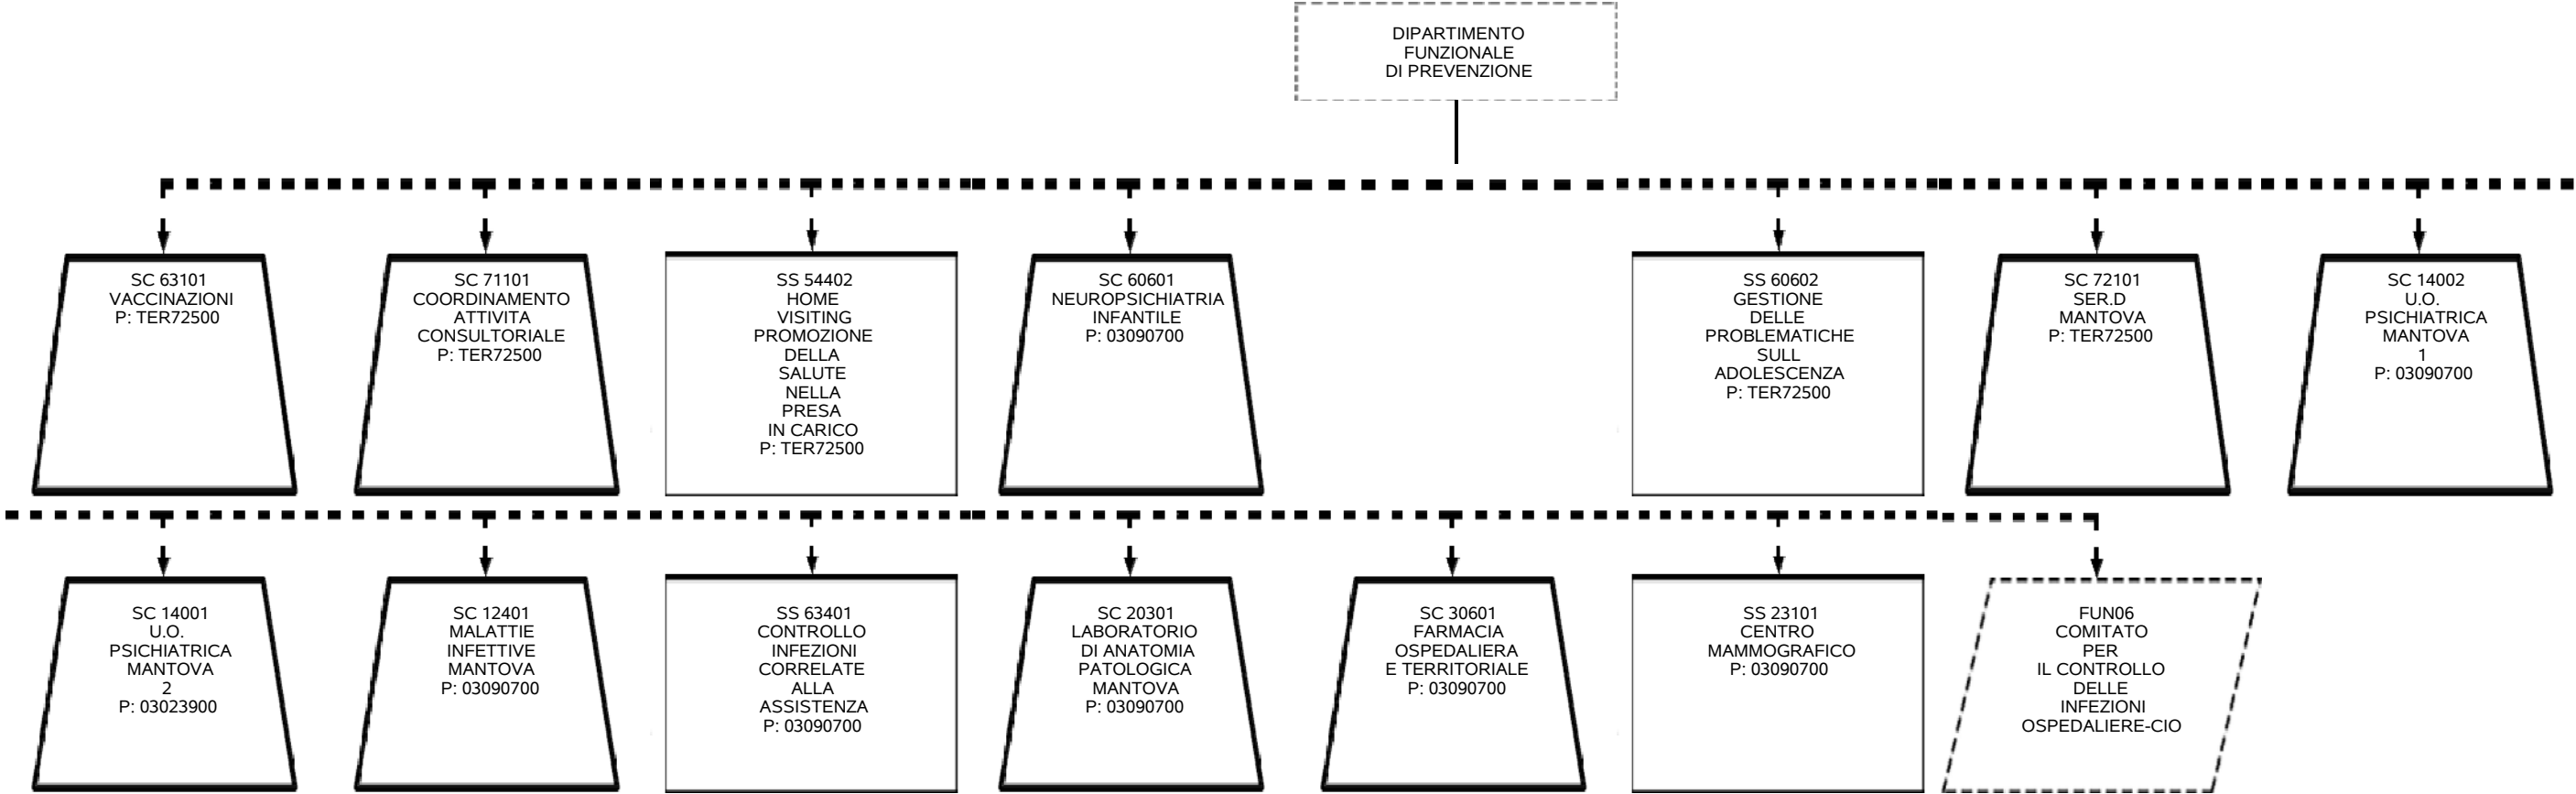 DIPARTIMENTO
FUNZIONALE
DI PREVENZIONE
SC 63101
VACCINAZIONI
P: TER72500
SC 71101
COORDINAMENTO
ATTIVITA
CONSULTORIALE
P: TER72500
SS 54402
HOME
VISITING
PROMOZIONE
DELLA
SALUTE
NELLA
PRESA
IN CARICO
P: TER72500
SC 60601
NEUROPSICHIATRIA
INFANTILE
P: 03090700
SS 60602
GESTIONE
DELLE
PROBLEMATICHE
SULL
ADOLESCENZA
P: TER72500
SC 72101
SER.D
MANTOVA
P: TER72500
SC 14002
U.O.
PSICHIATRICA
MANTOVA
1
P: 03090700
SC 14001
U.O.
PSICHIATRICA
MANTOVA
2
P: 03023900
SC 12401
MALATTIE
INFETTIVE
MANTOVA
P: 03090700
SS 63401
CONTROLLO
INFEZIONI
CORRELATE
ALLA
ASSISTENZA
P: 03090700
SC 20301
LABORATORIO
DI ANATOMIA
PATOLOGICA
MANTOVA
P: 03090700
SC 30601
FARMACIA
OSPEDALIERA
E TERRITORIALE
P: 03090700
SS 23101
CENTRO
MAMMOGRAFICO
P: 03090700
FUN06
COMITATO
PER
IL CONTROLLO
DELLE
INFEZIONI
OSPEDALIERE-CIO